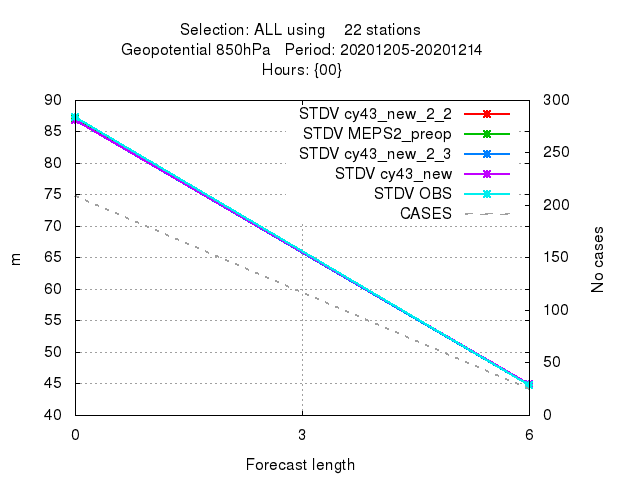 Selection: ALL using 22 stations
Geopotential 850hPa Period: 20201205-20201214
Hours: {00}
90 300
STDV cy43_new_2_2
85
STDV MEPS2_preop
80 250
STDV cy43_new_2_3
75
STDV cy43_new
STDV OBS
70 200
CASES
65 150
60
55 100
50 50
45
40 0
m
No cases
0 3 6
Forecast length